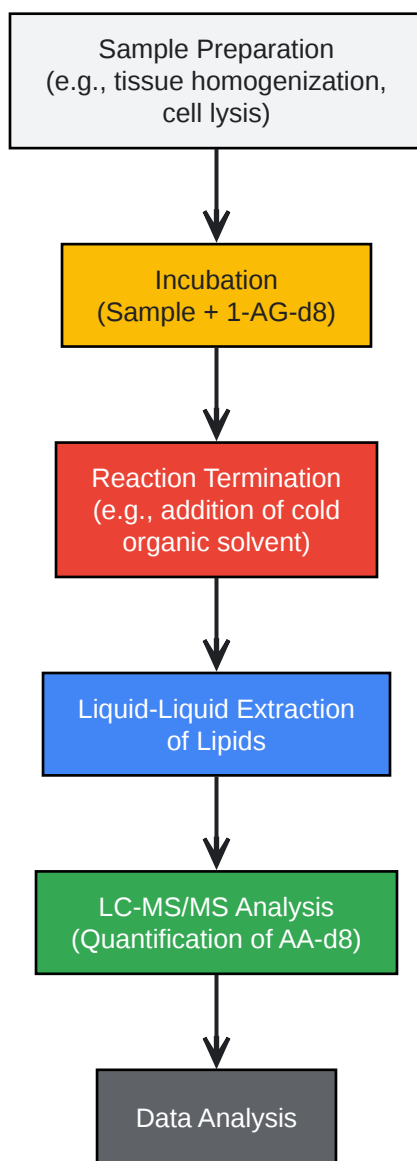 Sample Preparation
(e.g., tissue homogenization,
cell lysis)
Incubation
(Sample + 1-AG-d8)
Reaction Termination
(e.g., addition of cold
organic solvent)
Liquid-Liquid Extraction
of Lipids
LC-MS/MS Analysis
(Quantification of AA-d8)
Data Analysis